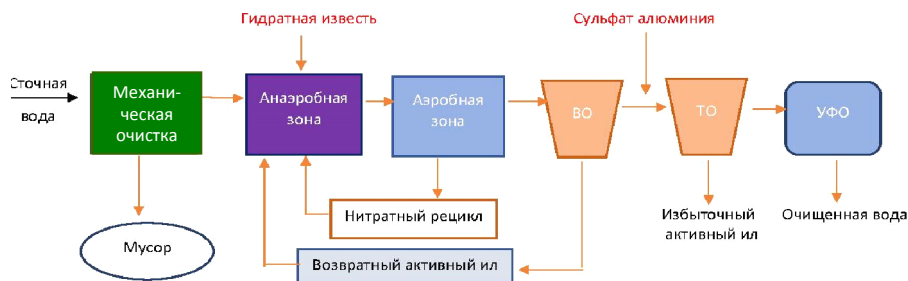 Гидратная известь
Сульфат алюминия
Сточная
вода
Механи-
ческая
очистка
Анаэробная
зона
Аэробная
зона
ВО
ТО
УФО
Нитратный рецикл
Избыточный
активный ил
Очищенная вода
Мусор
Возвратный активный ил